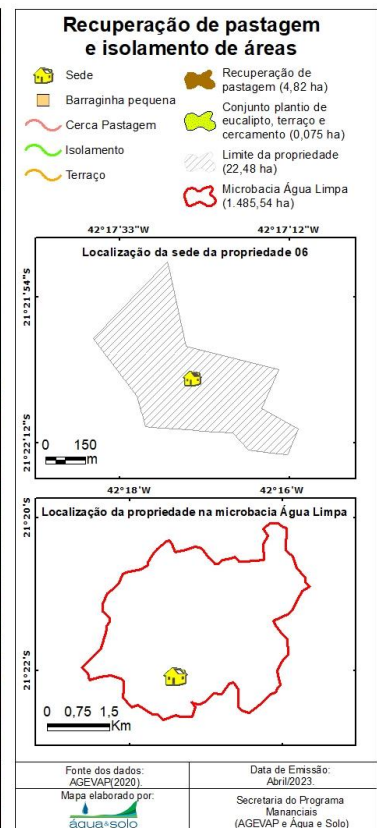 Recuperação de pastagem
e isolamento de áreas
Sede
Barraginha pequena
Cerca Pastagem
Isolamento
Terraço
Recuperação de
pastagem (4,82 ha)
Conjunto plantio de
eucalipto, terraço e
cercamento (0,075 ha)
Limite da propriedade
(22,48 ha)
Microbacia Água Limpa
(1.485,54 ha)
42°17'33"W
42°17'12"W
Localização da sede da propriedade 06
21°21'54"S
21°22'12"S
0 150
m
42°18'W
42°16'W
Localização da propriedade na microbacia Água Limpa
21°20'S
21°22'S
0 0,75 1,5
Km
Fonte dos dados:
AGEVAP(2020).
Data de Emissão:
Abril/2023.
Mapa elaborado por:
água&solo
Secretaria do Programa
Mananciais
(AGEVAP e Água e Solo)